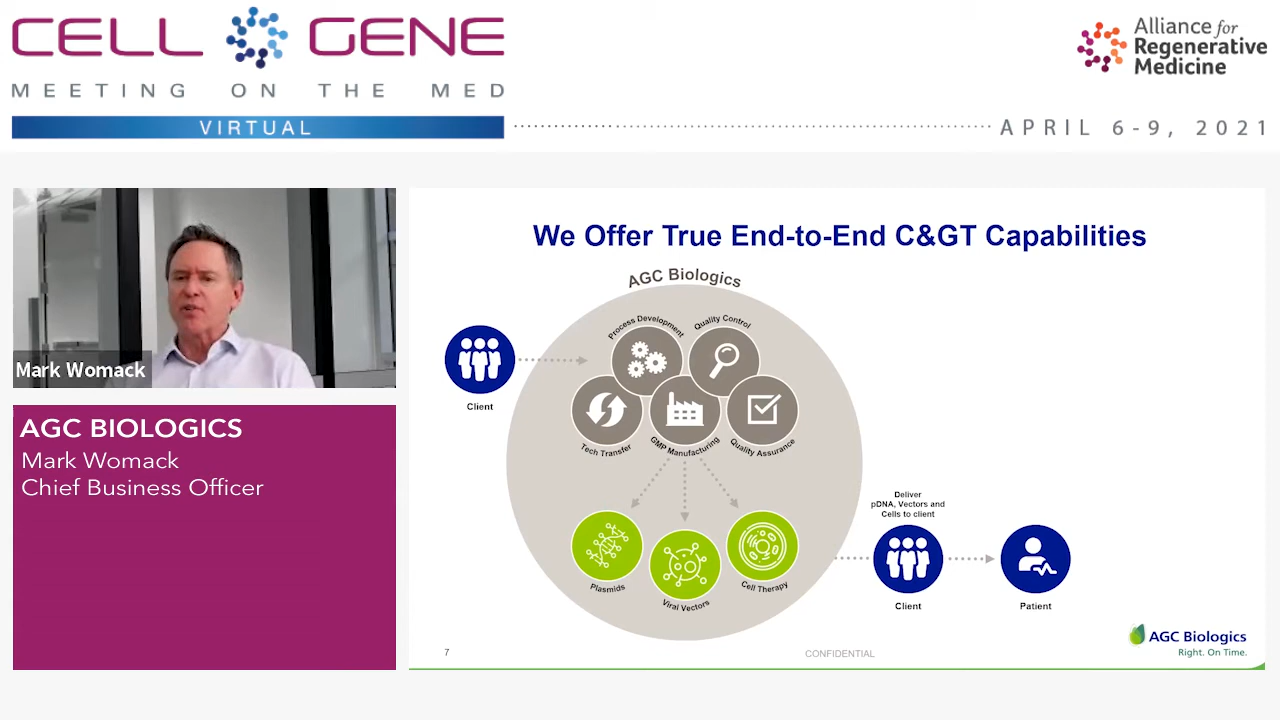 CELL GENE
MEETING ON THE MED
VIRTUAL
Alliance for
Regenerative
Medicine
APRIL 6-9, 2021
Mark Womack
AGC BIOLOGICS
Mark Womack
Chief Business Officer
We Offer True End-to-End C&GT Capabilities
AGC Biologics
Process Development
Quality Control
Client
Tech Transfer
GMP Manufacturing
Quality Assurance
Plasmids
Viral Vectors
Cell Therapy
Deliver
pDNA, Vectors and
Cells to client
Client
Patient
AGC Biologics
Right. On Time.
7
CONFIDENTIAL